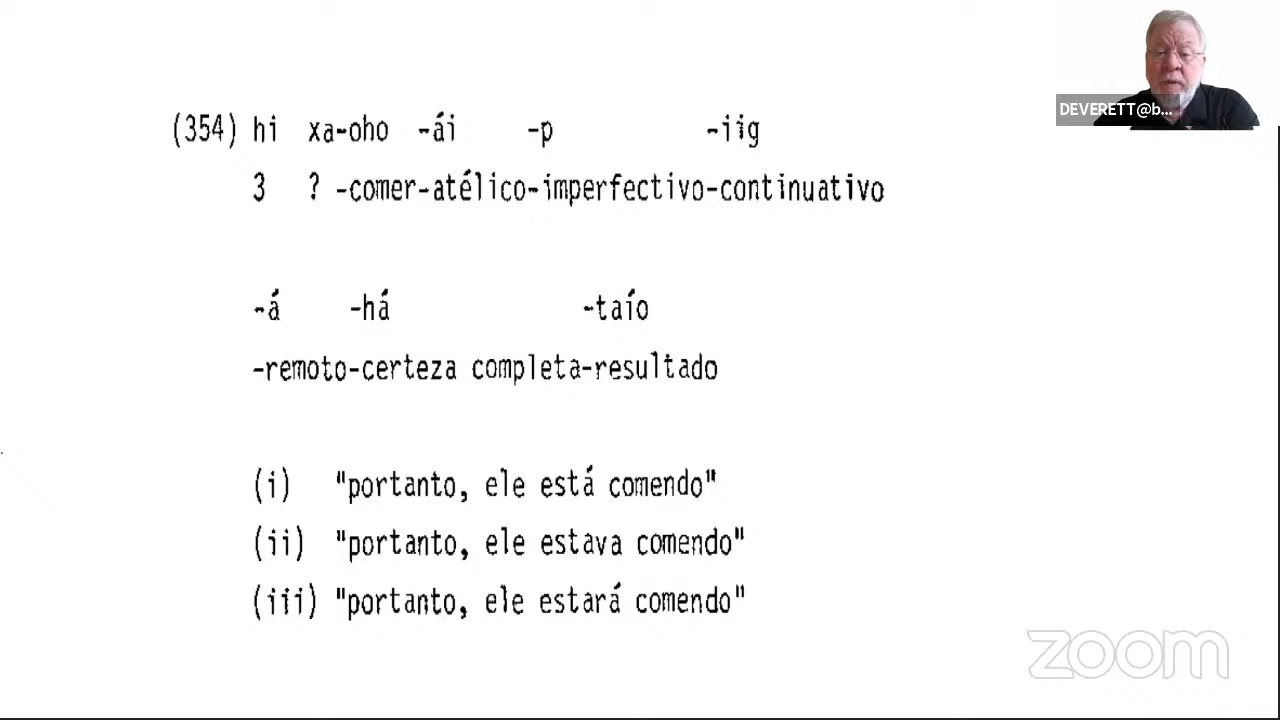 DEVERETT@b...
(354) hi xa-oho -ái -p -iig
3 ? -comer-atélico-imperfectivo-continuativo
-á -há -taío
-remoto-certeza completa-resultado
(i) "portanto, ele está comendo"
(ii) "portanto, ele estava comendo"
(iii) "portanto, ele estará comendo"
zoom